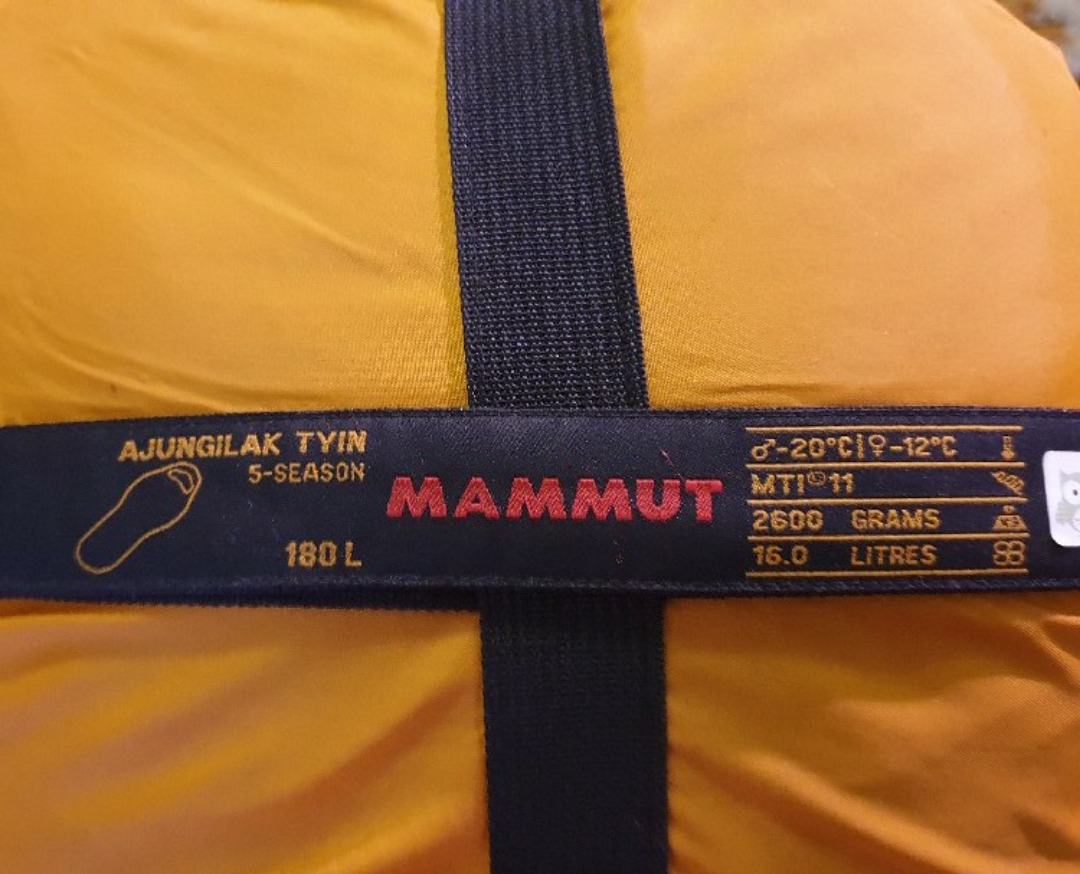 AJUNGILAK TYIN
5-SEASON
180 L
MAMMUT
♂-20°C|♀-12°C
MTI® 11
2600 GRAMS
16.0 LITRES